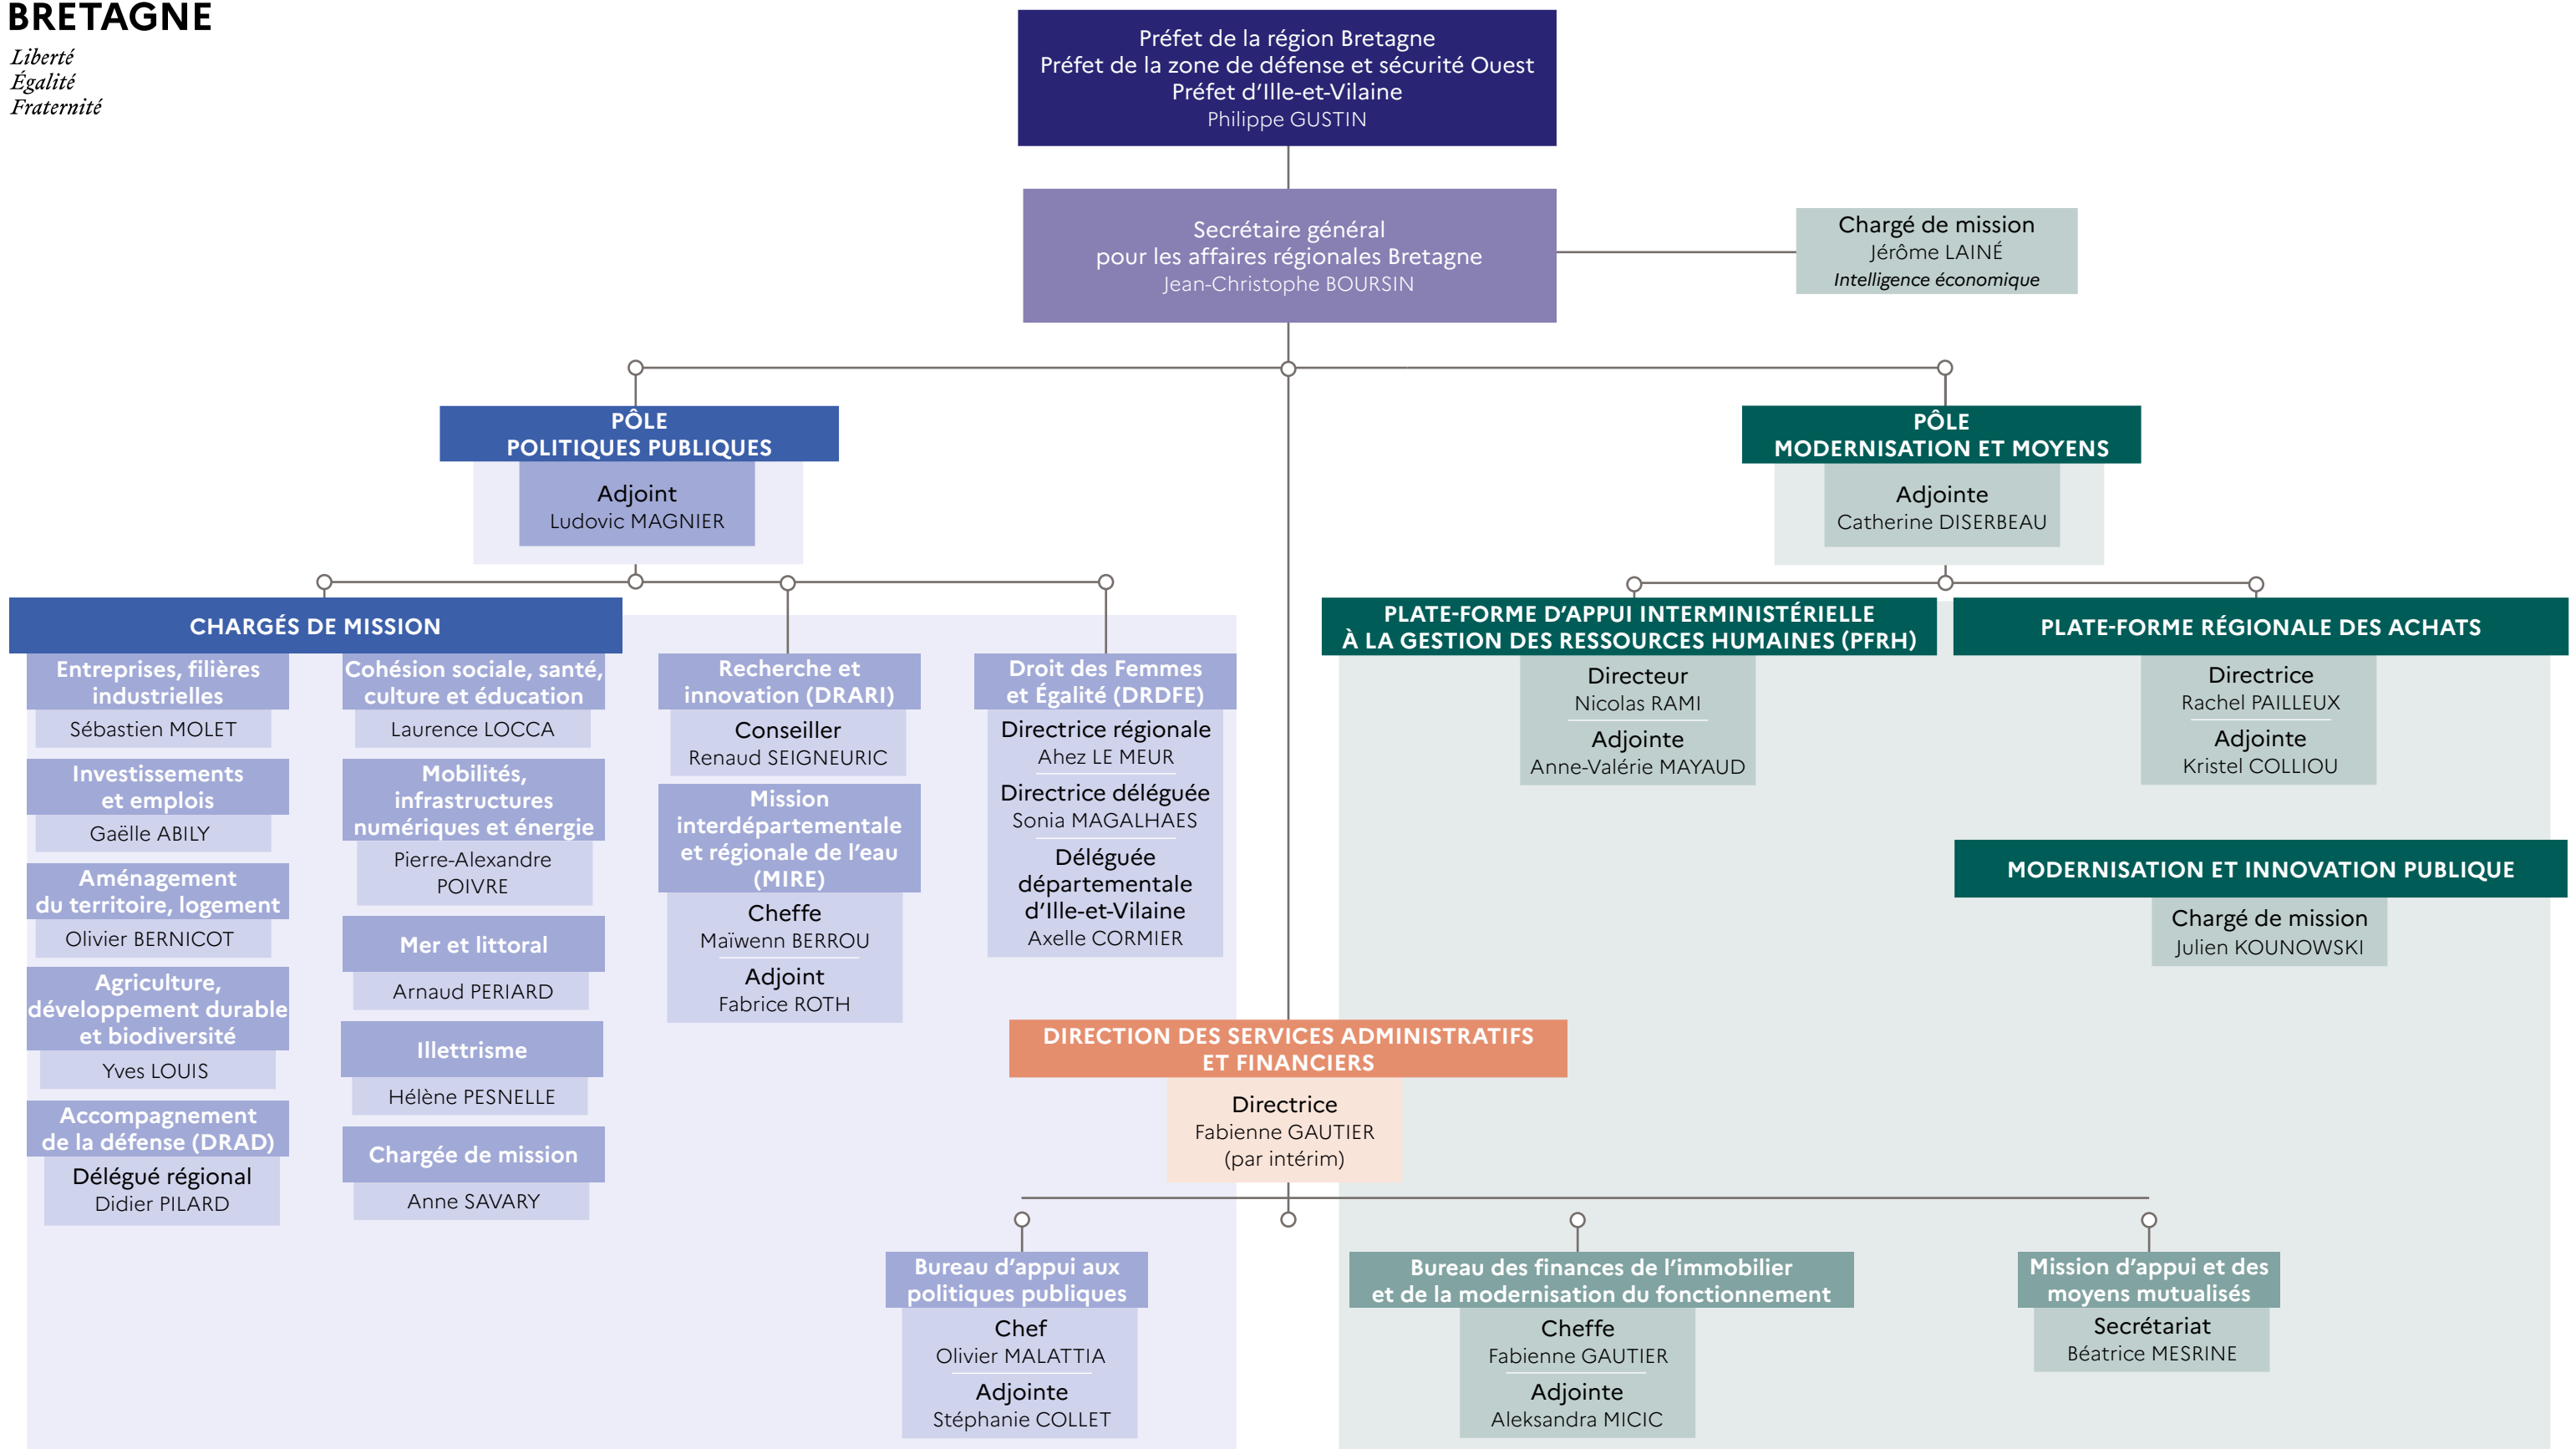 BRETAGNE
Liberté
Égalité
Fraternité
Préfet de la région Bretagne
Préfet de la zone de défense et sécurité Ouest
Préfet d'Ille-et-Vilaine
Philippe GUSTIN
Secrétaire général
pour les affaires régionales Bretagne
Jean-Christophe BOURSIN
Chargé de mission
Jérôme LAINÉ
Intelligence économique
PÔLE
POLITIQUES PUBLIQUES
Adjoint
Ludovic MAGNIER
PÔLE
MODERNISATION ET MOYENS
Adjointe
Catherine DISERBEAU
CHARGÉS DE MISSION
Entreprises, filières
industrielles
Sébastien MOLET
Investissements
et emplois
Gaëlle ABILY
Aménagement
du territoire, logement
Olivier BERNICOT
Agriculture,
développement durable
et biodiversité
Yves LOUIS
Accompagnement
de la défense (DRAD)
Délégué régional
Didier PILARD
Cohésion sociale, santé,
culture et éducation
Laurence LOCCA
Mobilités,
infrastructures
numériques et énergie
Pierre-Alexandre
POIVRE
Mer et littoral
Arnaud PERIARD
Illettrisme
Hélène PESNELLE
Chargée de mission
Anne SAVARY
Recherche et
innovation (DRARI)
Conseiller
Renaud SEIGNEURIC
Mission
interdépartementale
et régionale de l'eau
(MIRE)
Cheffe
Maïwenn BERROU
Adjoint
Fabrice ROTH
Droit des Femmes
et Égalité (DRDFE)
Directrice régionale
Ahez LE MEUR
Directrice déléguée
Sonia MAGALHAES
Déléguée
départementale
d'Ille-et-Vilaine
Axelle CORMIER
PLATE-FORME D'APPUI INTERMINISTÉRIELLE
À LA GESTION DES RESSOURCES HUMAINES (PFRH)
Directeur
Nicolas RAMI
Adjointe
Anne-Valérie MAYAUD
PLATE-FORME RÉGIONALE DES ACHATS
Directrice
Rachel PAILLEUX
Adjointe
Kristel COLLIOU
MODERNISATION ET INNOVATION PUBLIQUE
Chargé de mission
Julien KOUNOWSKI
DIRECTION DES SERVICES ADMINISTRATIFS
ET FINANCIERS
Directrice
Fabienne GAUTIER
(par intérim)
Bureau d'appui aux
politiques publiques
Chef
Olivier MALATTIA
Adjointe
Stéphanie COLLET
Bureau des finances de l'immobilier
et de la modernisation du fonctionnement
Cheffe
Fabienne GAUTIER
Adjointe
Aleksandra MICIC
Mission d'appui et des
moyens mutualisés
Secrétariat
Béatrice MESRINE